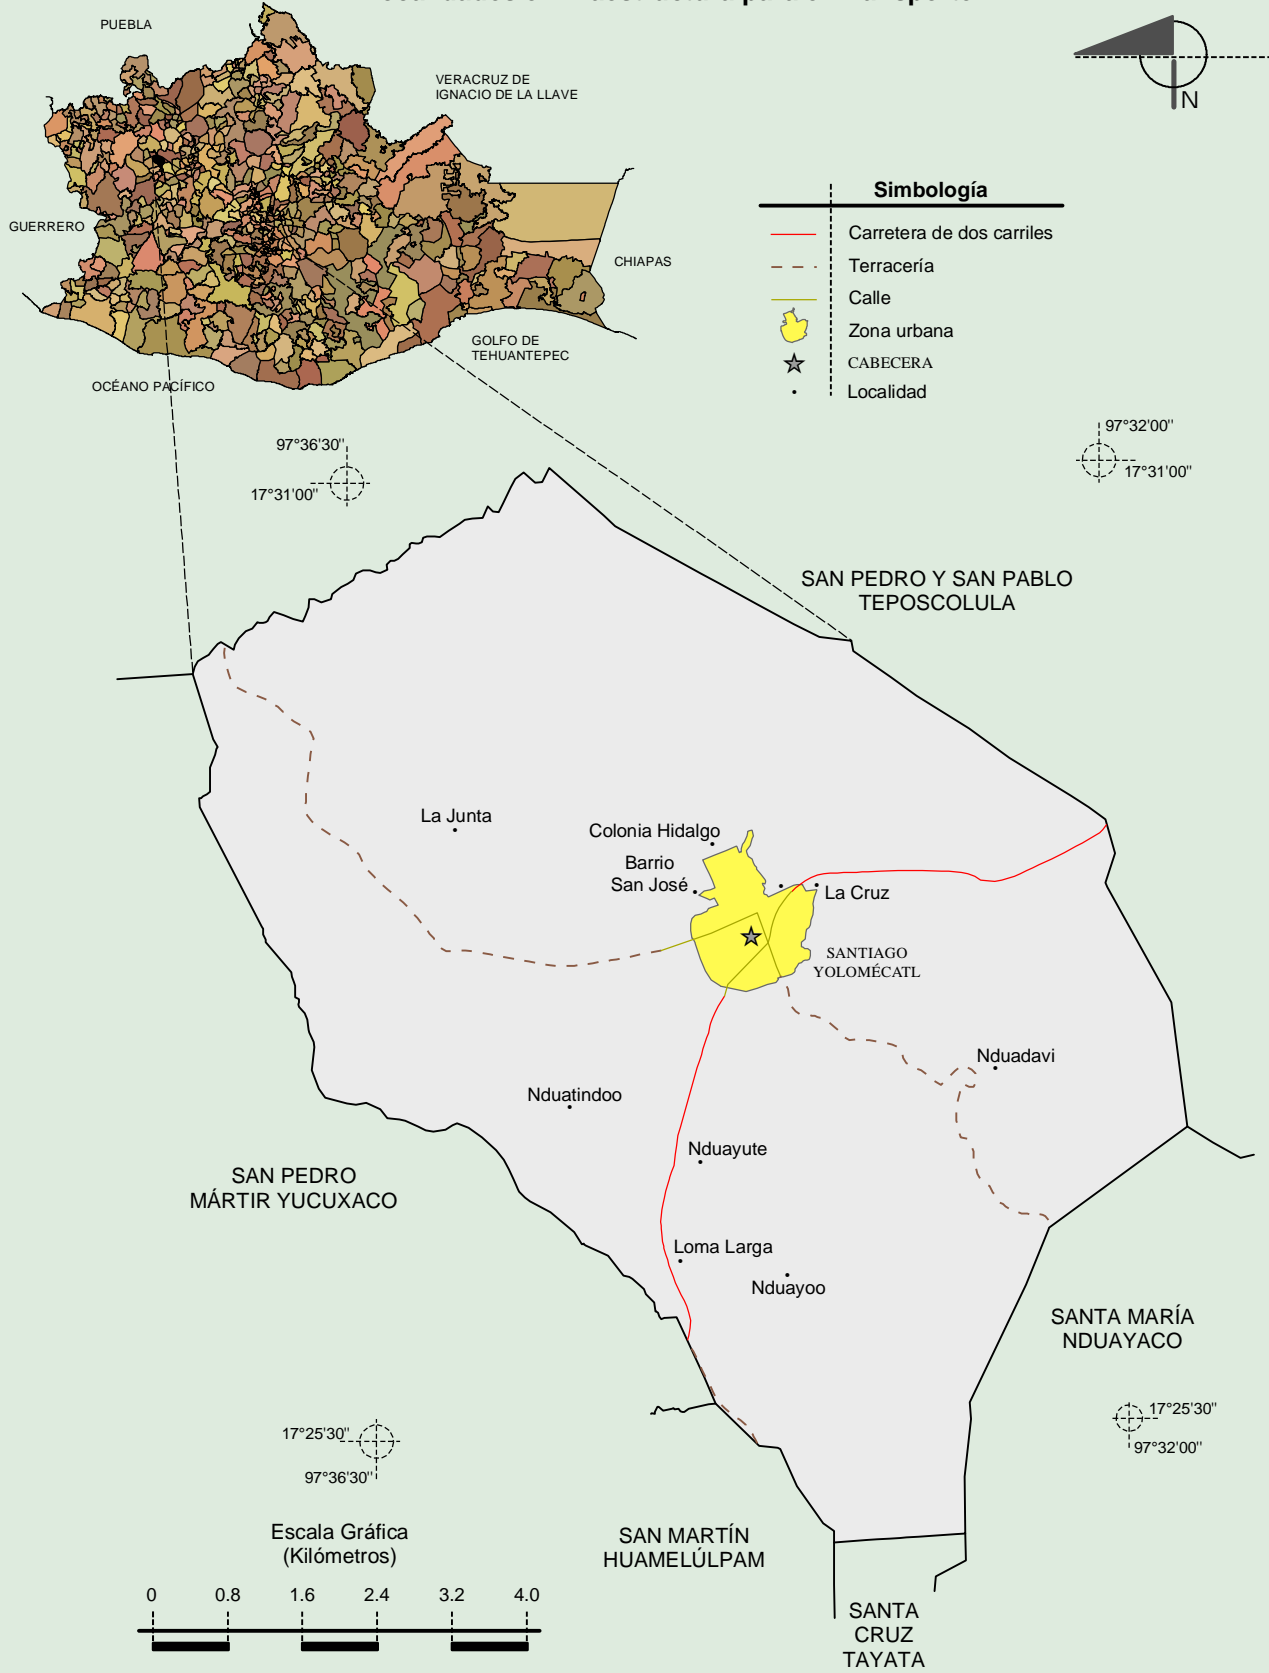 PUEBLA
VERACRUZ DE
IGNACIO DE LA LLAVE
N
GUERRERO
CHIAPAS
GOLFO DE
TEHUANTEPEC
OCÉANO PACÍFICO
Simbología
Carretera de dos carriles
Terracería
Calle
Zona urbana
CABECERA
Localidad
97°36'30"
17°31'00"
97°32'00"
17°31'00"
SAN PEDRO Y SAN PABLO
TEPOSCOLULA
La Junta
Colonia Hidalgo
Barrio
San José
La Cruz
SANTIAGO
YOLOMÉCATL
Nduadavi
Nduatindoo
Nduayute
SAN PEDRO
MÁRTIR YUCUXACO
Loma Larga
Nduayoo
SANTA MARÍA
NDUAYACO
17°25'30"
97°36'30"
17°25'30"
97°32'00"
Escala Gráfica
(Kilómetros)
0 0.8 1.6 2.4 3.2 4.0
SAN MARTÍN
HUAMELÚLPAM
SANTA
CRUZ
TAYATA